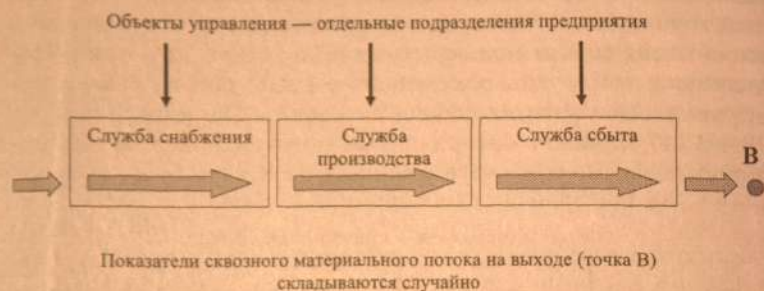 Объекты управления — отдельные подразделения предприятия
Служба снабжения
Служба
производства
Служба сбыта
В
Показатели сквозного материального потока на выходе (точка В)
складываются случайно